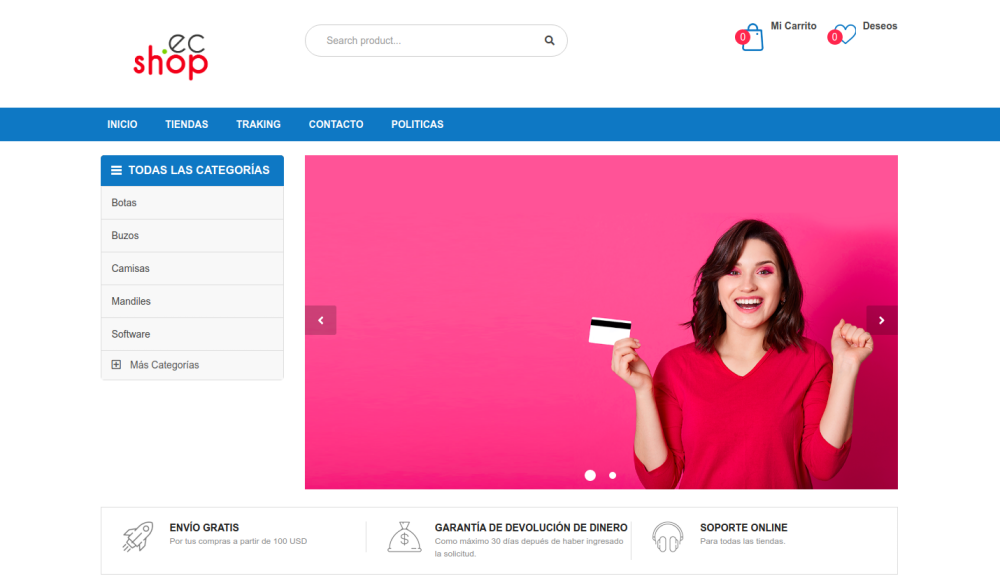 .ec
shop
Search product...
0
Mi Carrito
0
Deseos
INICIO
TIENDAS
TRAKING
CONTACTO
POLITICAS
TODAS LAS CATEGORÍAS
Botas
Buzos
Camisas
Mandiles
Software
Más Categorías
ENVÍO GRATIS
Por tus compras a partir de 100 USD
$
GARANTÍA DE DEVOLUCIÓN DE DINERO
Como máximo 30 días depués de haber ingresado
la solicitud.
SOPORTE ONLINE
Para todas las tiendas.